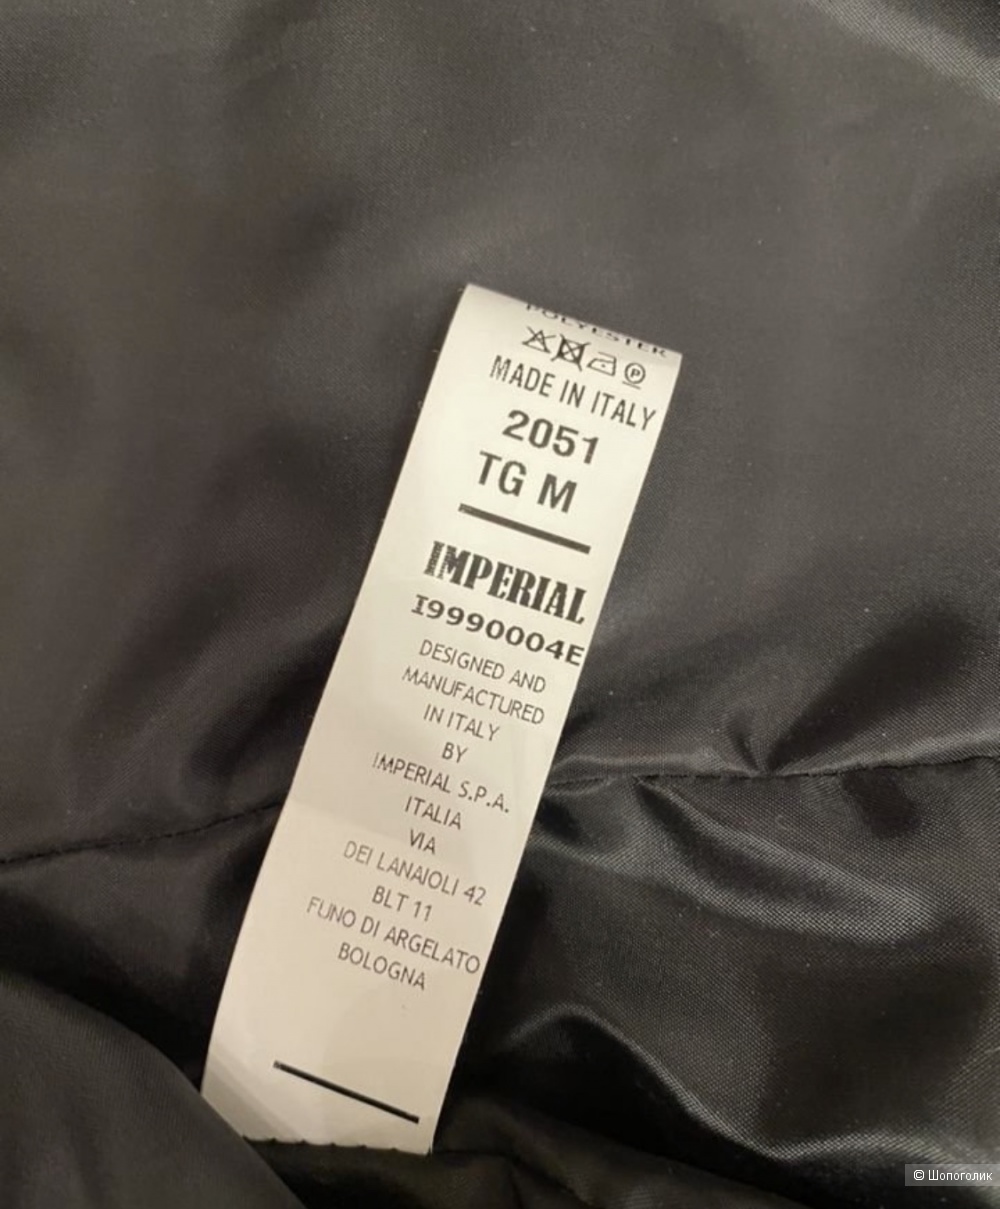 POLYESTER
P
MADE IN ITALY
2051
TG M
IMPERIAL
I9990004E
DESIGNED AND
MANUFACTURED
IN ITALY
BY
IMPERIAL S.P.A.
ITALIA
VIA
DEI LANAIOLI 42
BLT 11
FUNO DI ARGELATO
BOLOGNA
© Шопоголик